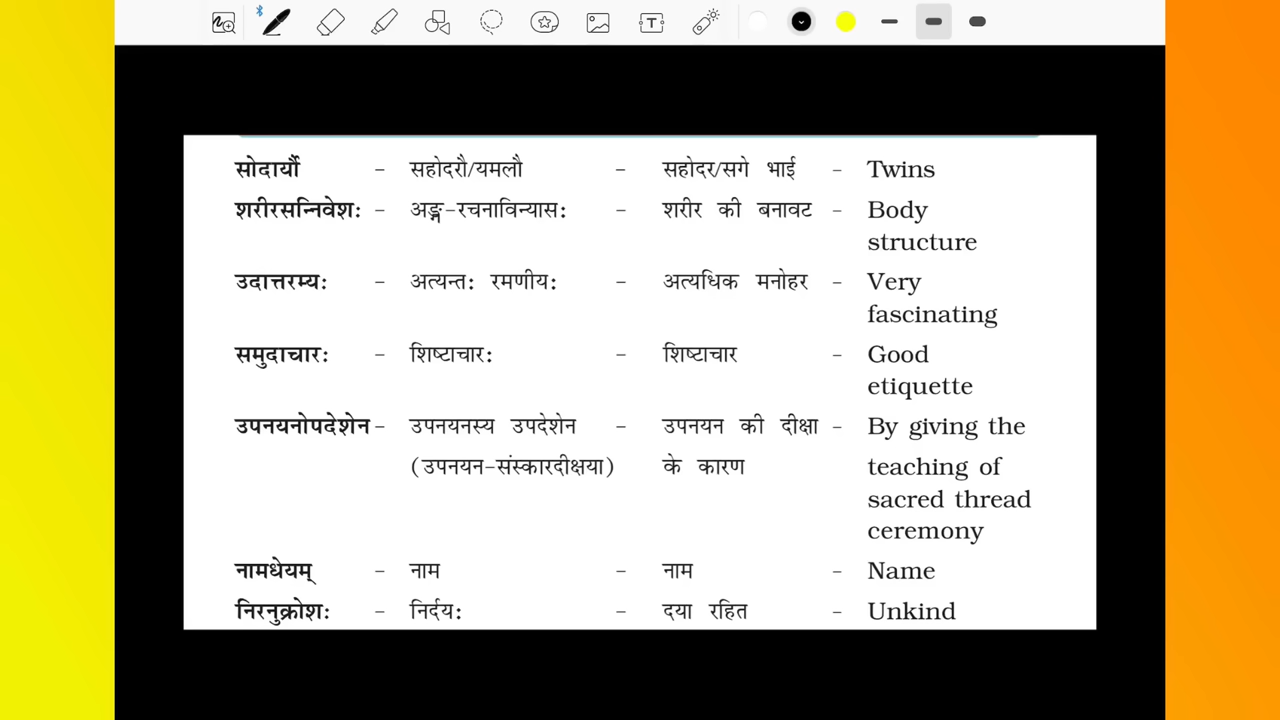 सोदार्यौ – सहोदरौ/यमलौ – सहोदर/सगे भाई – Twins
शरीरसन्निवेशः – अङ्ग-रचनाविन्यासः – शरीर की बनावट – Body
structure
उदात्तरम्यः – अत्यन्तः रमणीयः – अत्यधिक मनोहर – Very
fascinating
समुदाचारः – शिष्टाचारः – शिष्टाचार – Good
etiquette
उपनयनोपदेशेन – उपनयनस्य उपदेशेन – उपनयन की दीक्षा – By giving the
(उपनयन-संस्कारदीक्षया) के कारण teaching of
sacred thread
ceremony
नामधेयम् – नाम – नाम – Name
निरनुक्रोशः – निर्दयः – दया रहित – Unkind